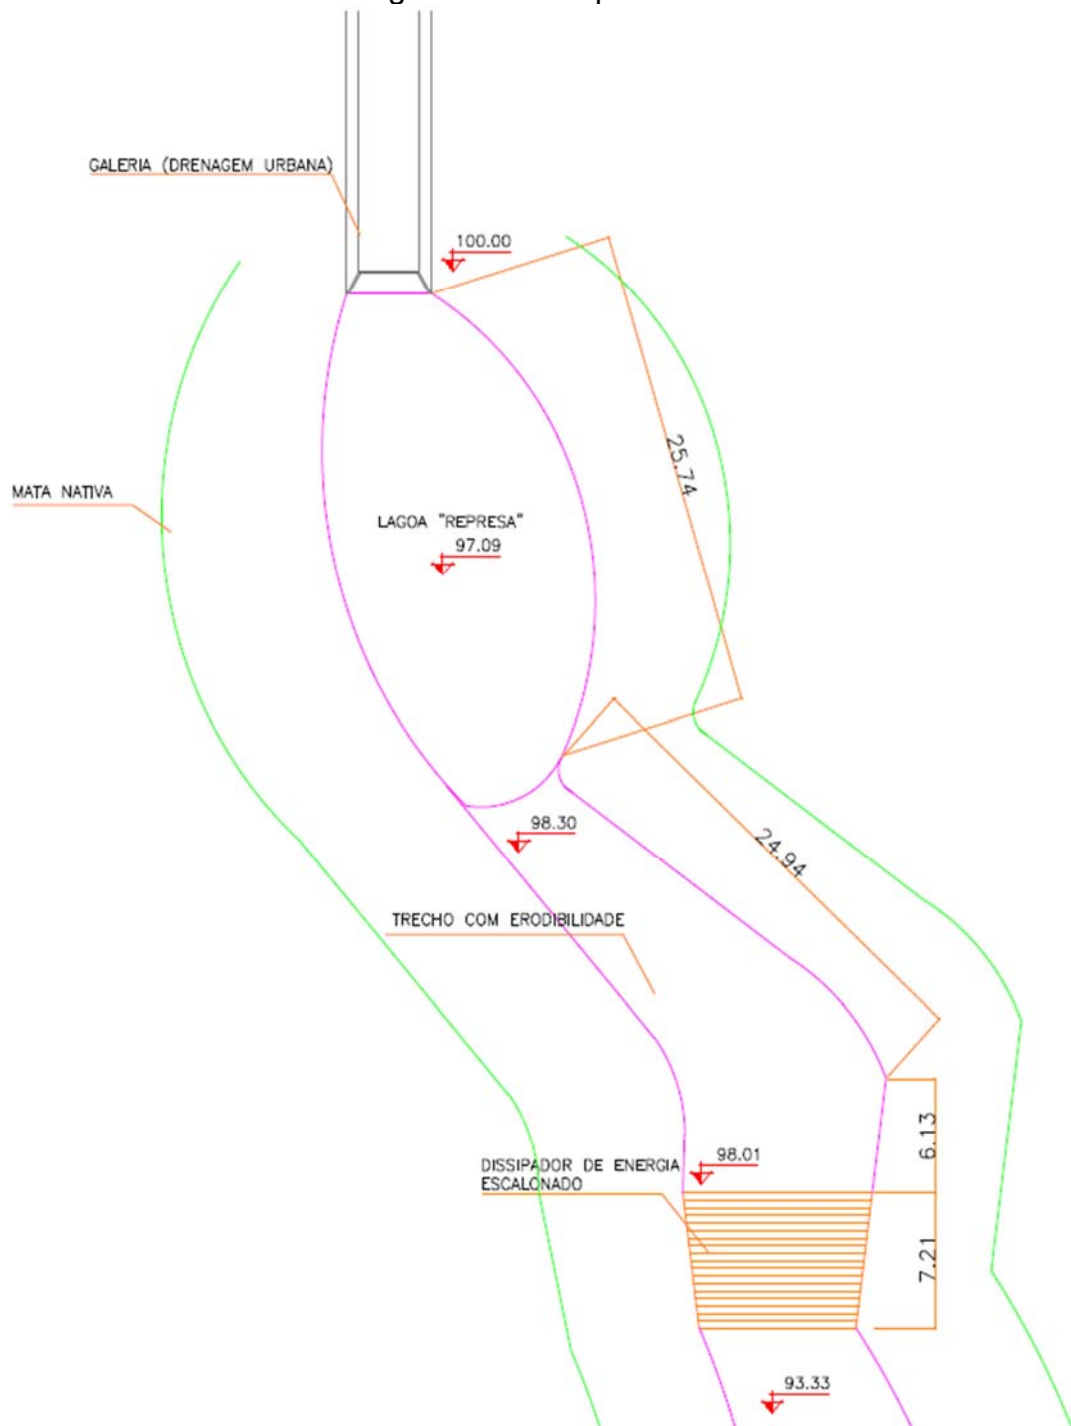 GALERIA (DRENAGEM URBANA)
100.00
25.74
MATA NATIVA
LAGOA "REPRESA"
97.09
98.30
24.94
TRECHO COM ERODIBILIDADE
6.13
98.01
DISSIPADOR DE ENERGIA
ESCALONADO
7.21
93.33